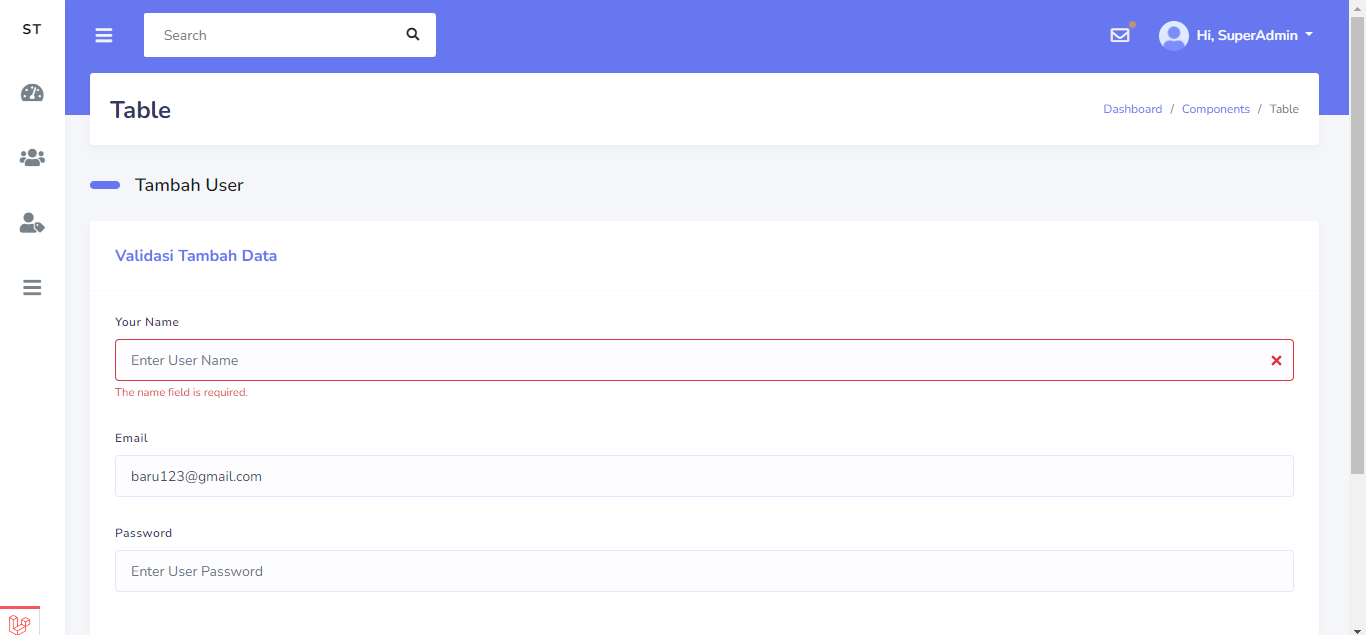 ST
Search
Hi, SuperAdmin
Table
Dashboard / Components / Table
Tambah User
Validasi Tambah Data
Your Name
Enter User Name
The name field is required.
Email
baru123@gmail.com
Password
Enter User Password